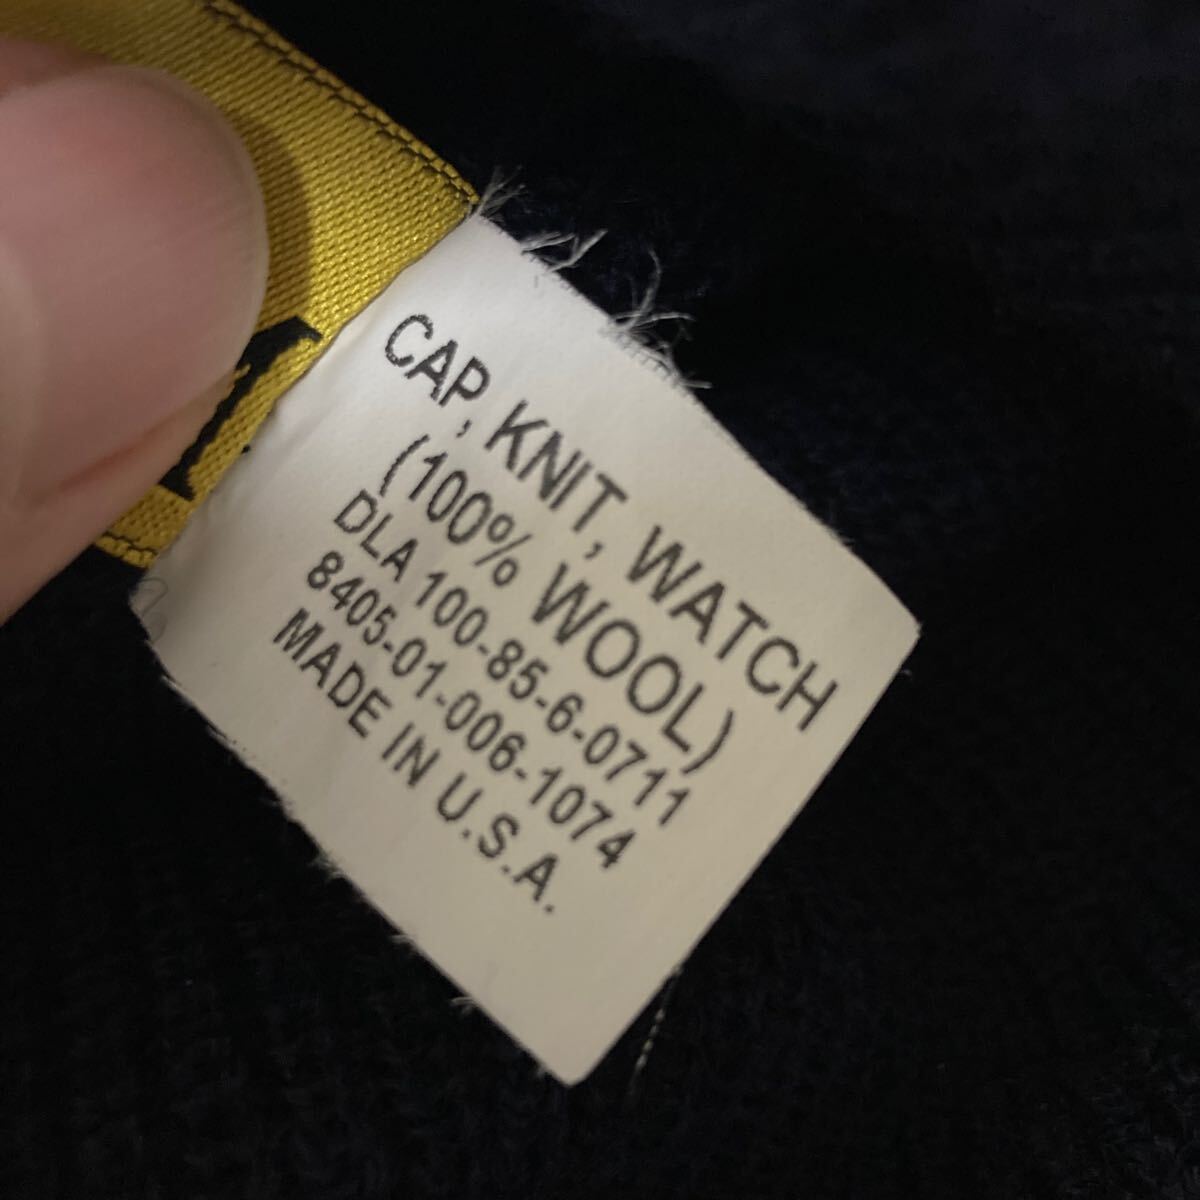 CAP, KNIT, WATCH
(100% WOOL)
DLA 100-85-6-0711
8405-01-006-1074
MADE IN U.S.A.